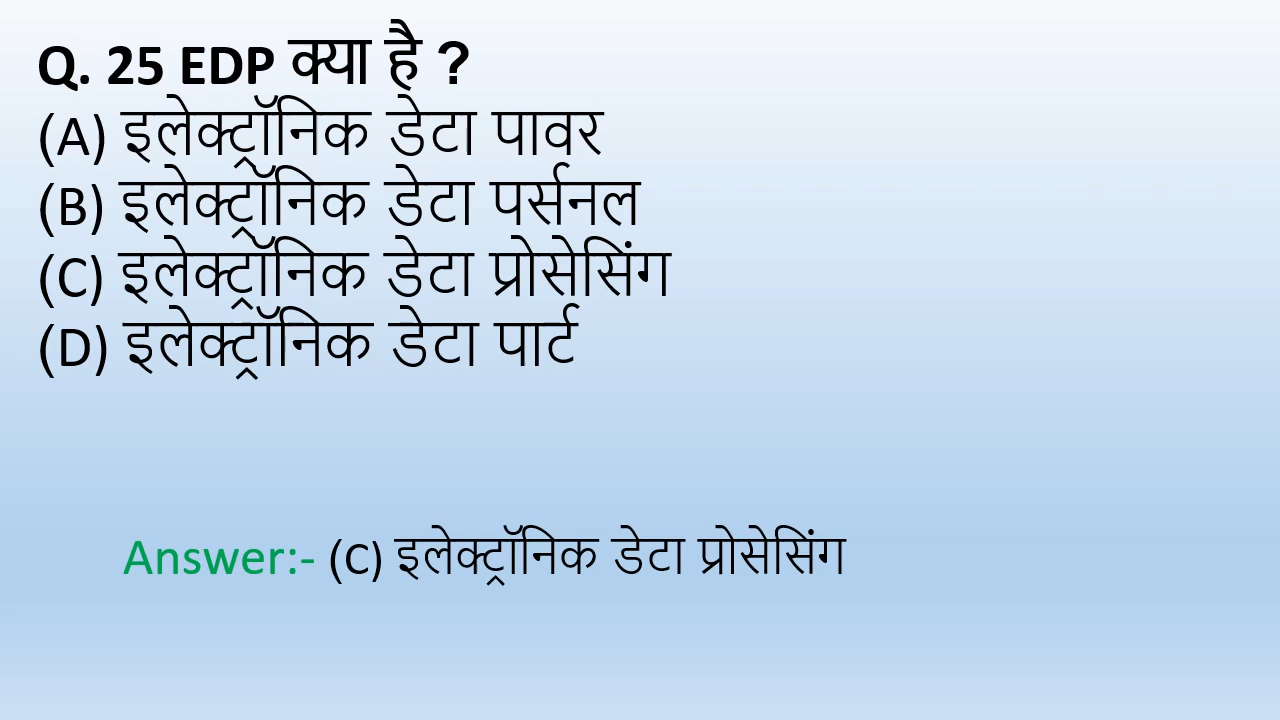 Q. 25 EDP क्या है ?
(A) इलेक्ट्रॉनिक डेटा पावर
(B) इलेक्ट्रॉनिक डेटा पर्सनल
(C) इलेक्ट्रॉनिक डेटा प्रोसेसिंग
(D) इलेक्ट्रॉनिक डेटा पार्ट
Answer:- (C) इलेक्ट्रॉनिक डेटा प्रोसेसिंग